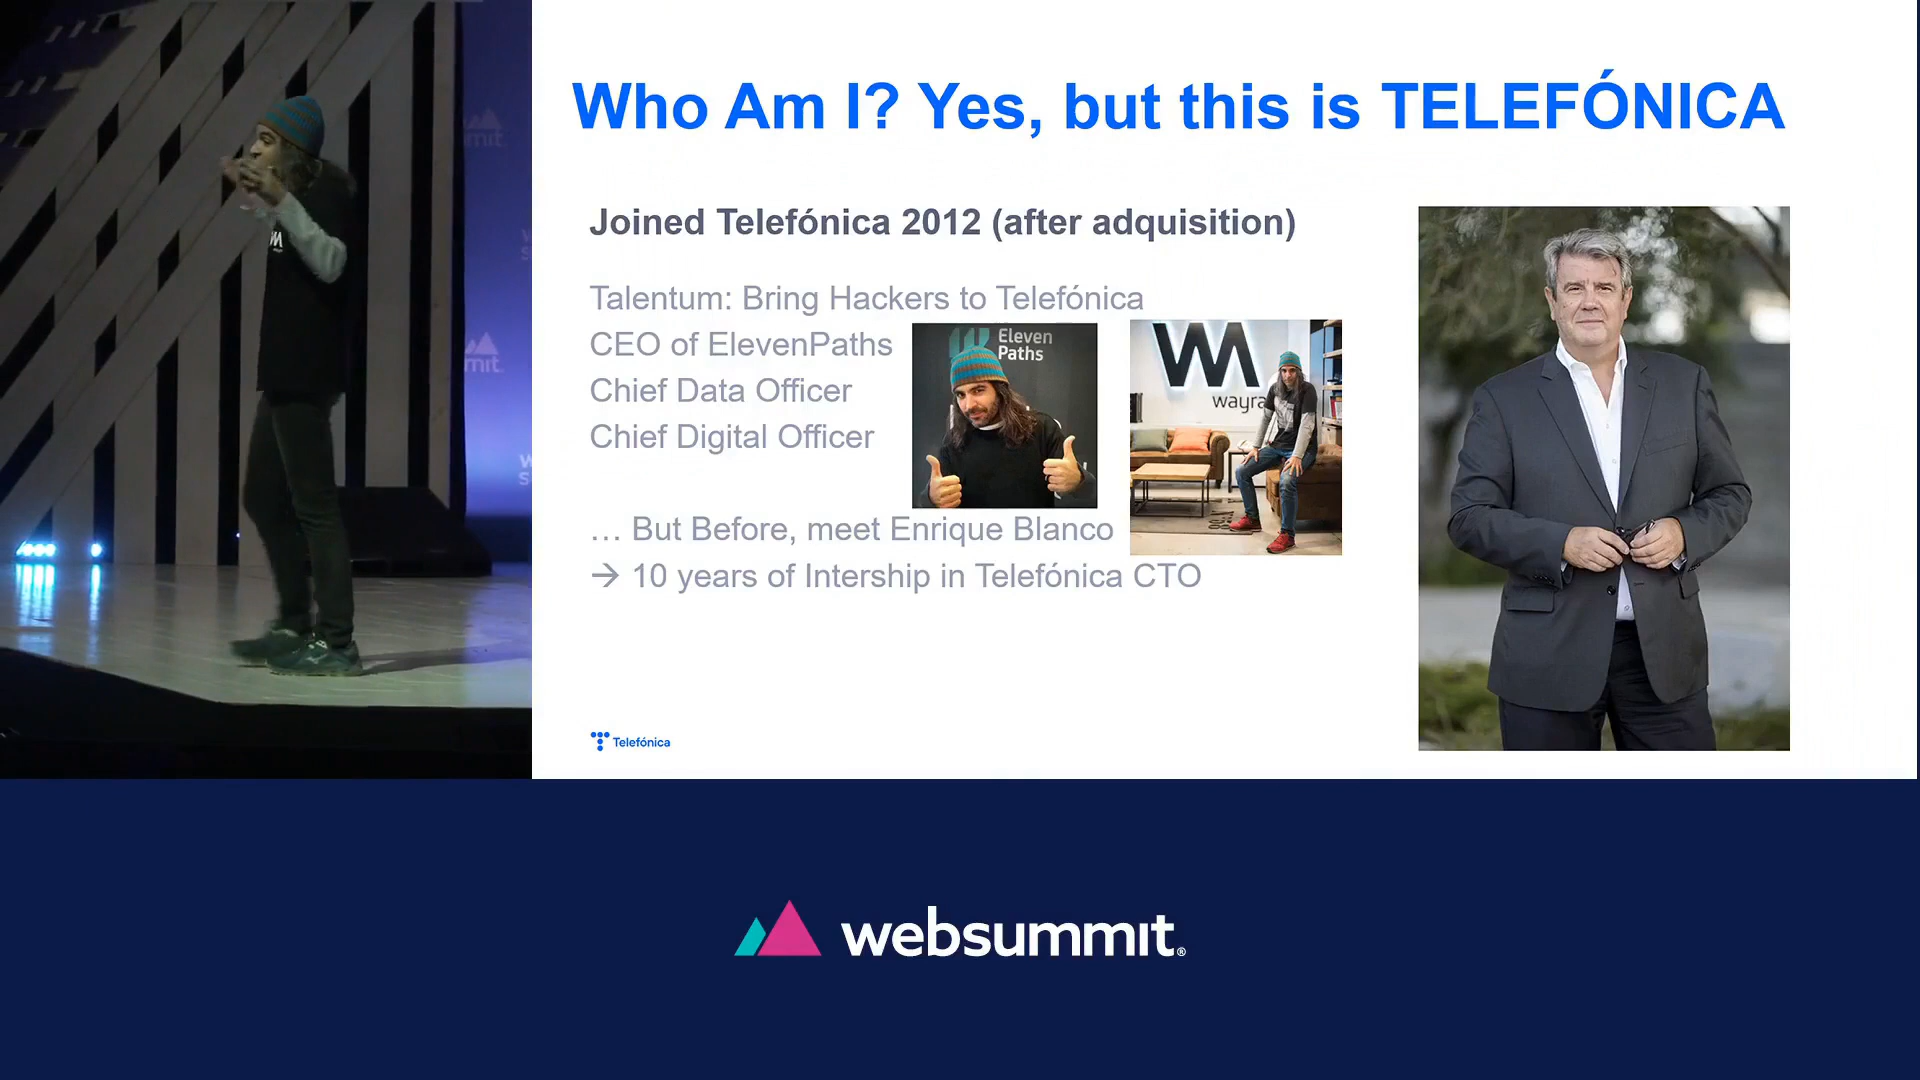 Who Am I? Yes, but this is TELEFÓNICA
Joined Telefónica 2012 (after adquisition)
Talentum: Bring Hackers to Telefónica
CEO of ElevenPaths
Chief Data Officer
Chief Digital Officer
Eleven
Paths
wayra
… But Before, meet Enrique Blanco
→ 10 years of Intership in Telefónica CTO
Telefónica
websummit®